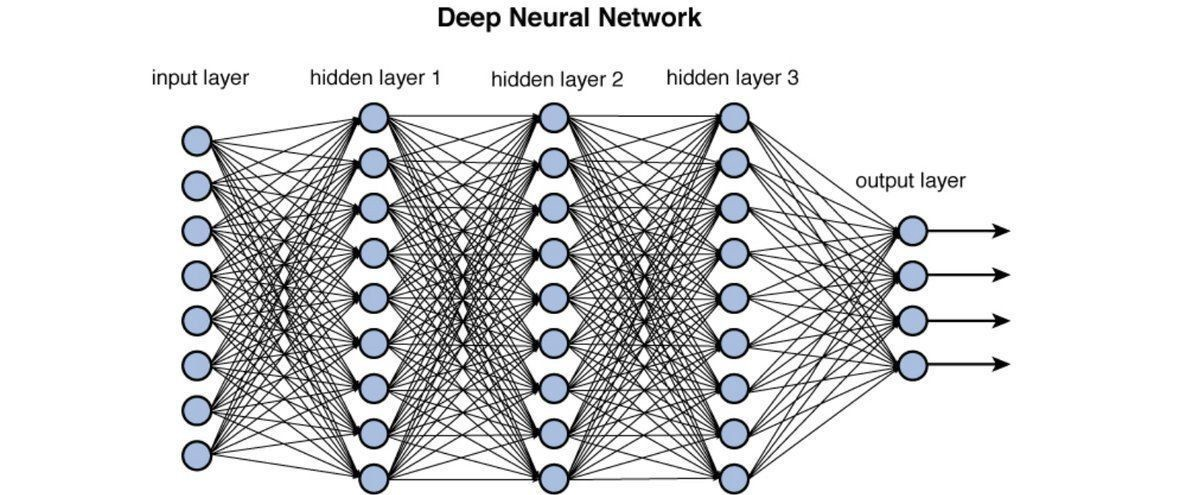 Deep Neural Network
input layer
hidden layer 1
hidden layer 2
hidden layer 3
output layer